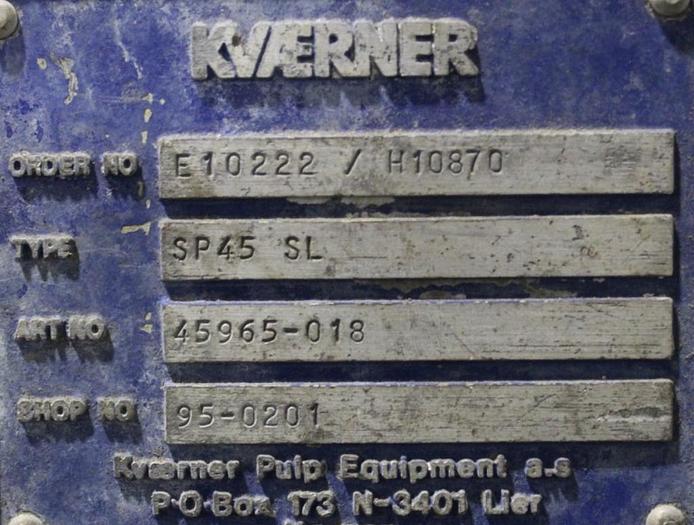 KVÆRNER
ORDER NO E10222 / H10870
TYPE SP45 SL
ART NO 45965-018
SHOP NO 95-0201
Kværner Pulp Equipment a.s
P·O·Box 173 N-3401 Lier